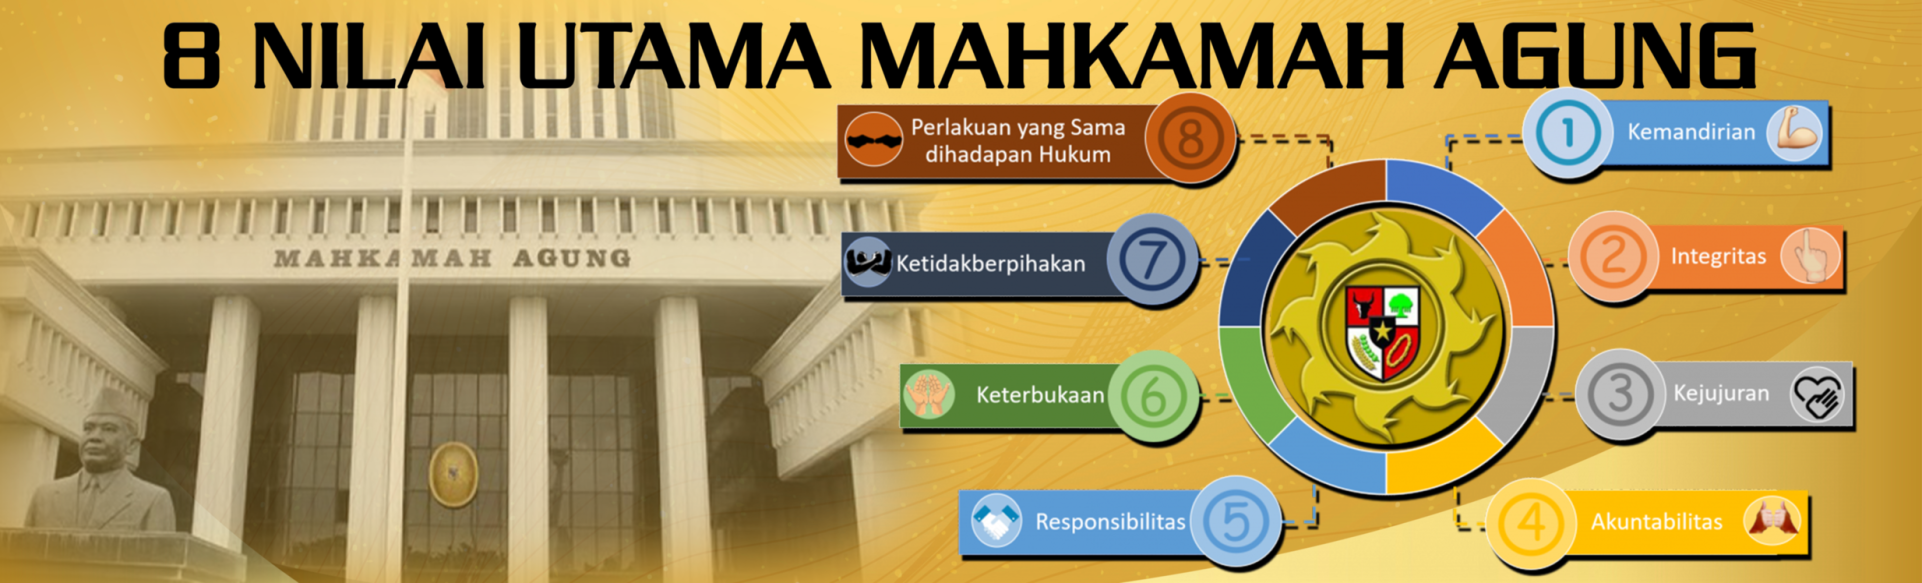 8 NILAI UTAMA MAHKAMAH AGUNG
MAHKAMAH AGUNG
1 Kemandirian
2 Integritas
3 Kejujuran
4 Akuntabilitas
5 Responsibilitas
6 Keterbukaan
7 Ketidakberpihakan
8 Perlakuan yang Sama
dihadapan Hukum